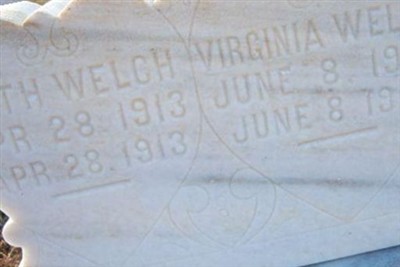 TH WELCH
PR 28 1913
APR 28. 1913
VIRGINIA WEL
JUNE 8. 19
JUNE 8 19